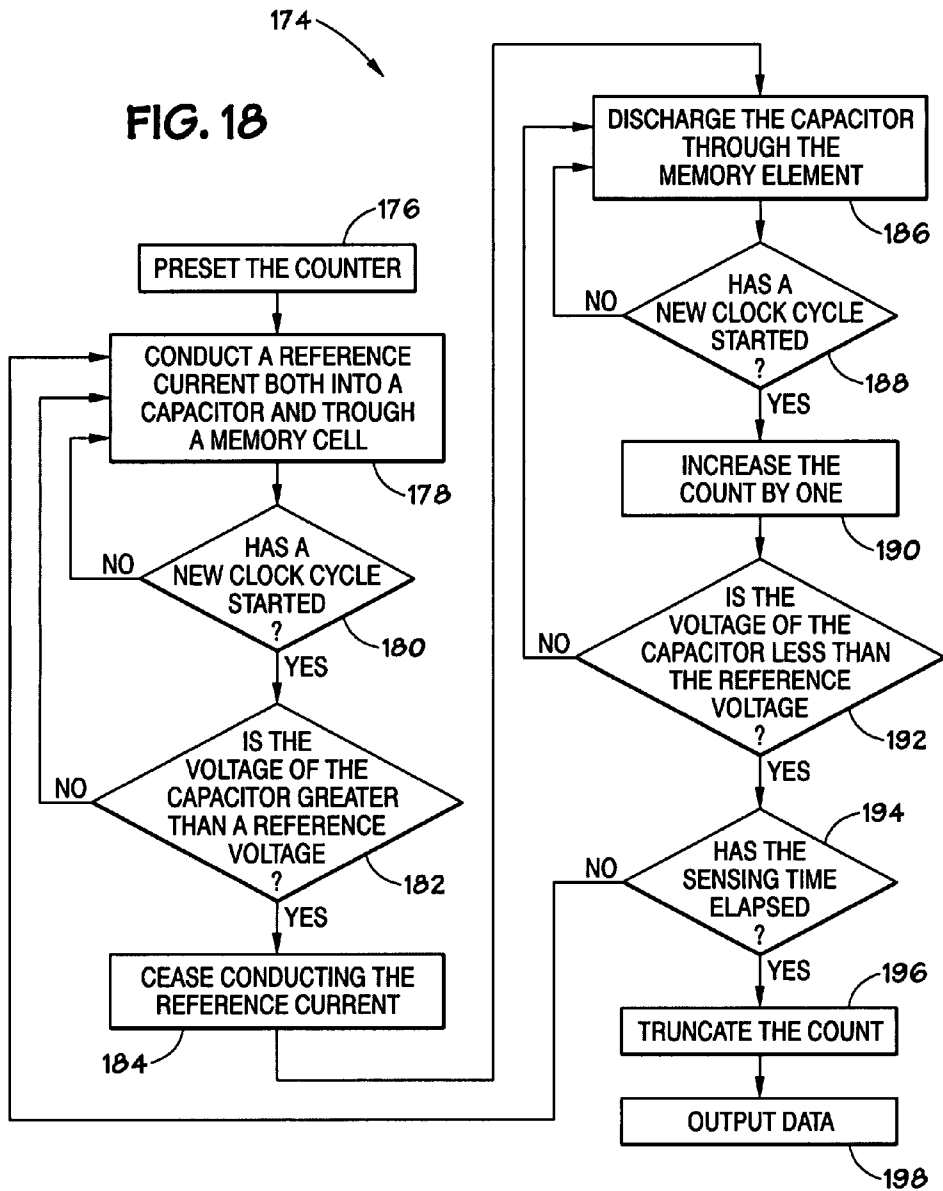 174
FIG. 18
176
PRESET THE COUNTER
CONDUCT A REFERENCE
CURRENT BOTH INTO A
CAPACITOR AND TROUGH
A MEMORY CELL
178
HAS A
NEW CLOCK CYCLE
STARTED
?
NO
180
YES
IS THE
VOLTAGE OF THE
CAPACITOR GREATER
THAN A REFERENCE
VOLTAGE
?
NO
182
YES
CEASE CONDUCTING THE
REFERENCE CURRENT
184
DISCHARGE THE CAPACITOR
THROUGH THE
MEMORY ELEMENT
186
HAS A
NEW CLOCK CYCLE
STARTED
?
NO
188
YES
INCREASE THE
COUNT BY ONE
190
IS THE
VOLTAGE OF THE
CAPACITOR LESS THAN
THE REFERENCE
VOLTAGE
?
NO
192
YES
194
HAS THE
SENSING TIME
ELAPSED
?
NO
YES
196
TRUNCATE THE COUNT
OUTPUT DATA
198